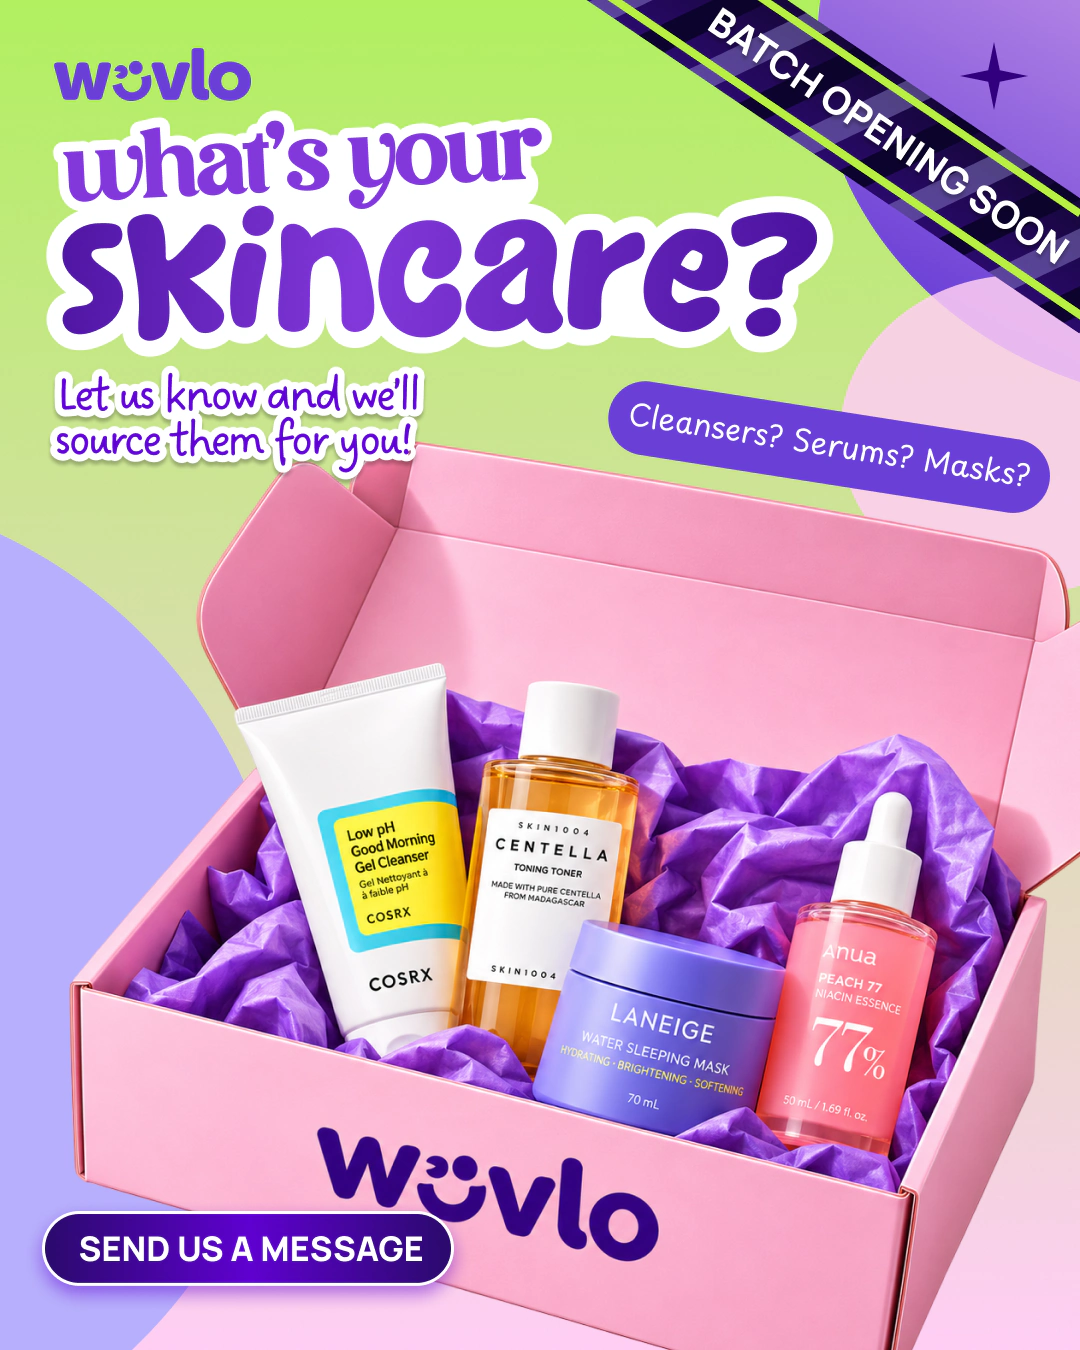 wüvlo
BATCH OPENING SOON
what's your
skincare?
Let us know and we'll
source them for you!
Cleansers? Serums? Masks?
Low pH
Good Morning
Gel Cleanser
Gel Nettoyant à
à faible pH
COSRX
COSRX
SKIN1004
CENTELLA
TONING TONER
MADE WITH PURE CENTELLA
FROM MADAGASCAR
SKIN1004
LANEIGE
WATER SLEEPING MASK
HYDRATING - BRIGHTENING - SOFTENING
70 mL
Anua
PEACH 77
NIACIN ESSENCE
77%
50 mL / 1.69 fl. oz.
wüvlo
SEND US A MESSAGE